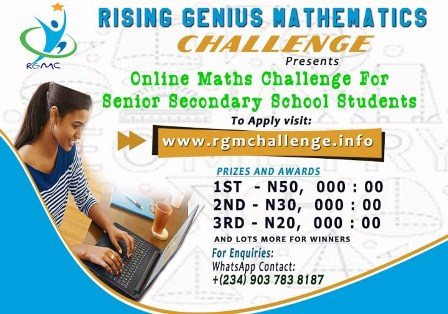 RISING GENIUS MATHEMATICS
CHALLENGE
RGMC
Presents
Online Maths Challenge For
Senior Secondary School Students
To Apply visit:
www.rgmchallenge.info
PRIZES AND AWARDS
1ST - N50, 000 : 00
2ND - N30, 000 : 00
3RD - N20, 000 : 00
AND LOTS MORE FOR WINNERS
For Enquiries:
WhatsApp Contact:
+(234) 903 783 8187